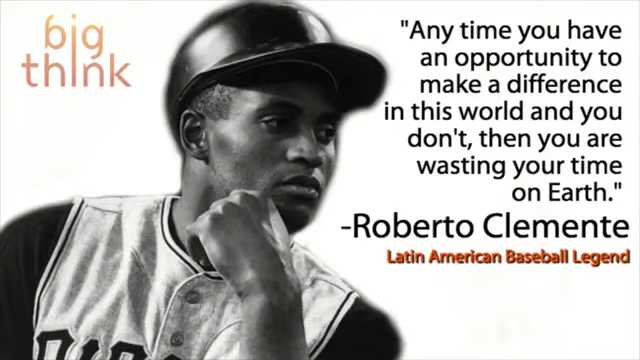 big
think
"Any time you have
an opportunity to
make a difference
in this world and you
don't, then you are
wasting your time
on Earth."
-Roberto Clemente
Latin American Baseball Legend